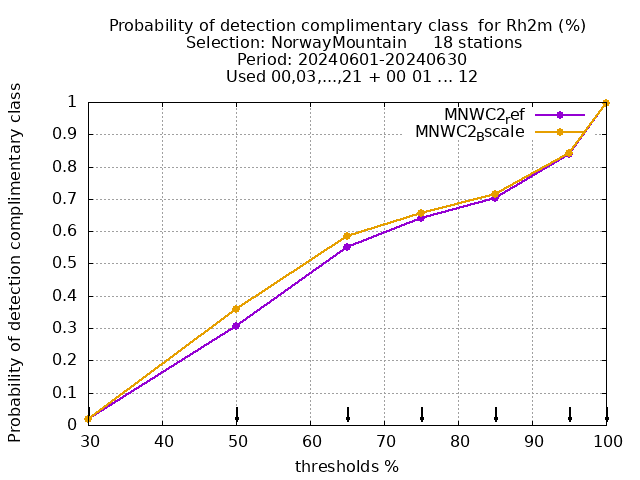 Probability of detection complimentary class  for Rh2m (%)
Selection: NorwayMountain     18 stations
Period: 20240601-20240630
Used 00,03,...,21 + 00 01 ... 12
MNWC2ref
MNWC2Bscale
Probability of detection complimentary class
1
0.9
0.8
0.7
0.6
0.5
0.4
0.3
0.2
0.1
0
30 40 50 60 70 80 90 100
thresholds %